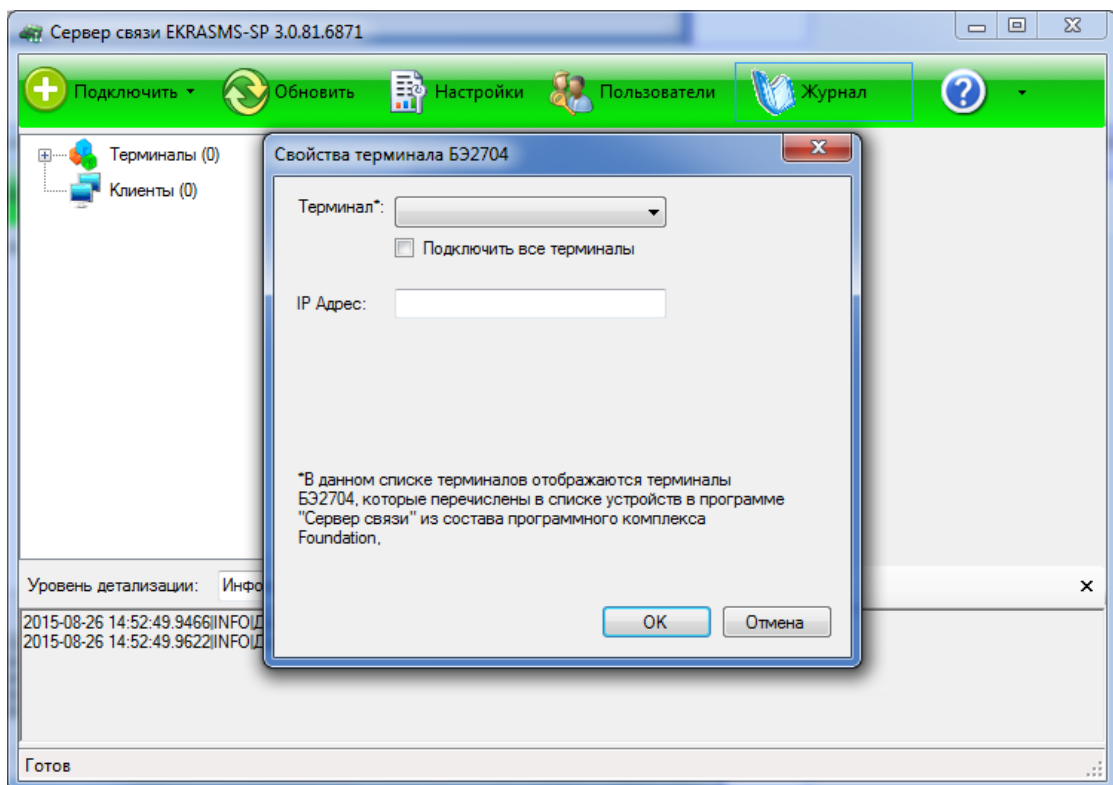 Сервер связи EKRASMS-SP 3.0.81.6871
Подключить
Обновить
Настройки
Пользователи
Журнал
Терминалы (0)
Клиенты (0)
Свойства терминала БЭ2704
Терминал*:
Подключить все терминалы
IP Адрес:
*В данном списке терминалов отображаются терминалы
БЭ2704, которые перечислены в списке устройств в программе
"Сервер связи" из состава программного комплекса
Foundation,
OK
Отмена
Уровень детализации:
Инфо
2015-08-26 14:52:49.9466|INFO|Д
2015-08-26 14:52:49.9622|INFO|Д
Готов